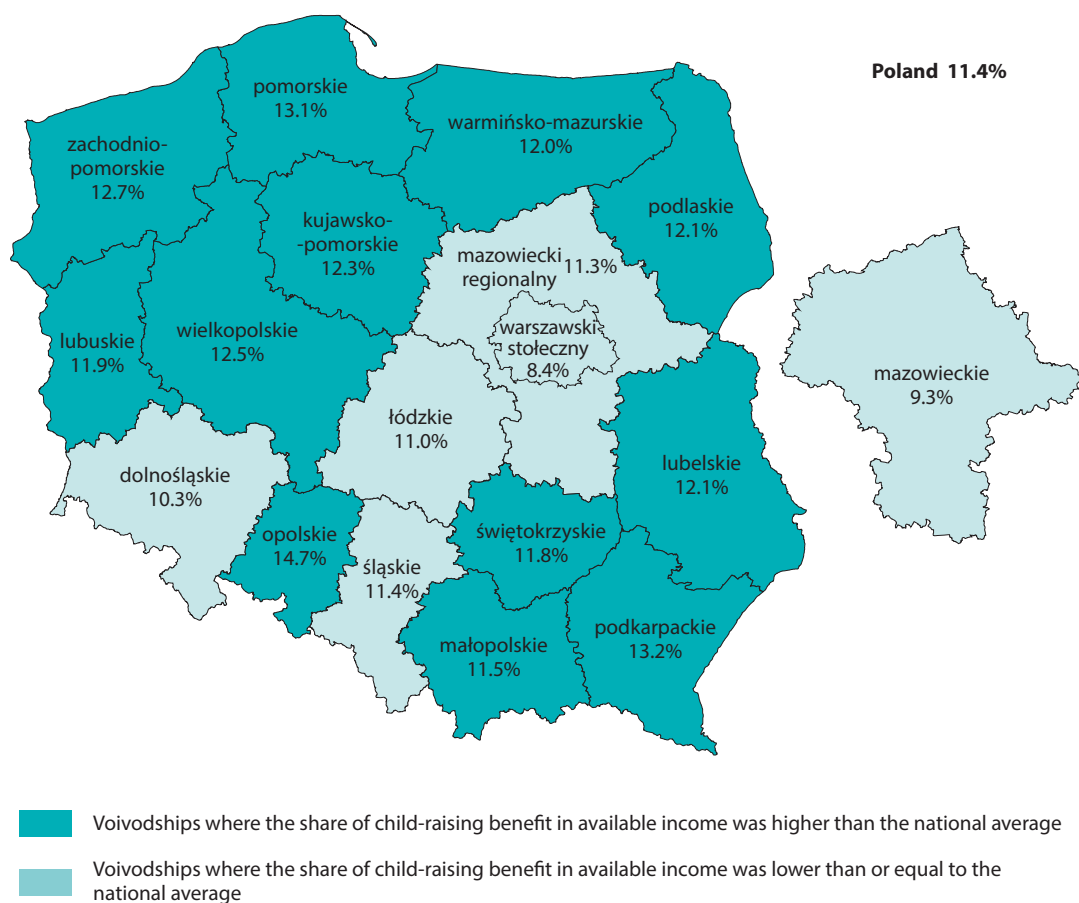 Poland 11.4%
pomorskie
13.1%
warmińsko-mazurskie
12.0%
zachodnio-
pomorskie
12.7%
podlaskie
12.1%
kujawsko-
-pomorskie
12.3%
mazowiecki
regionalny
11.3%
warszawski-
stołeczny
8.4%
lubuskie
11.9%
wielkopolskie
12.5%
mazowieckie
9.3%
łódzkie
11.0%
dolnośląskie
10.3%
lubelskie
12.1%
opolskie
14.7%
śląskie
11.4%
świętokrzyskie
11.8%
małopolskie
11.5%
podkarpackie
13.2%
Voivodships where the share of child-raising benefit in available income was higher than the national average
Voivodships where the share of child-raising benefit in available income was lower than or equal to the
national average